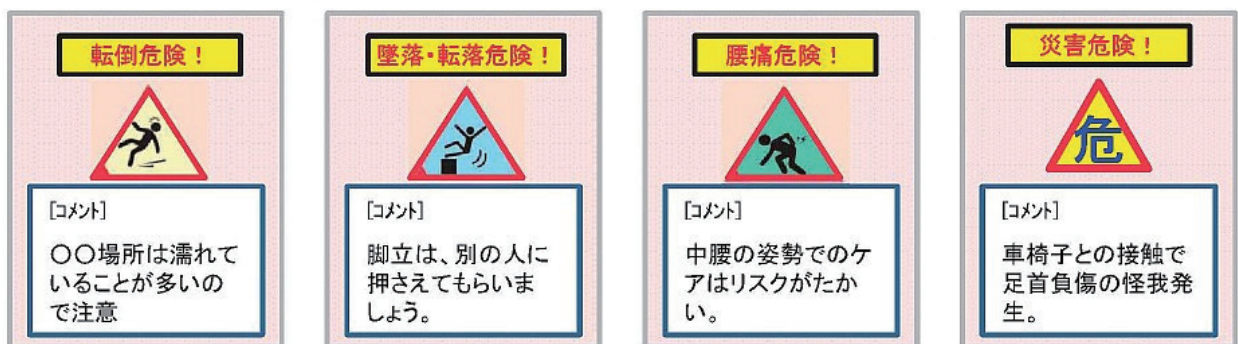 転倒危険！
[コメント]
〇〇場所は濡れて
いることが多いの
で注意
墜落・転落危険！
[コメント]
脚立は、別の人に
押さえてもらいま
しょう。
腰痛危険！
[コメント]
中腰の姿勢でのケ
アはリスクがたか
い。
災害危険！
危
[コメント]
車椅子との接触で
足首負傷の怪我発
生。